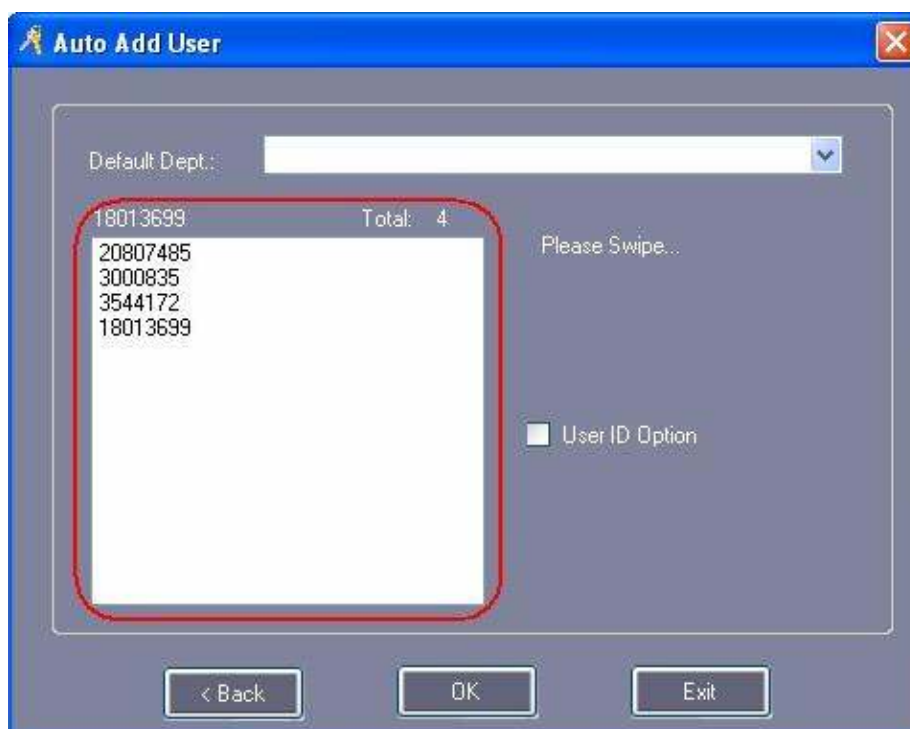 Auto Add User
Default Dept.:
18013699 Total: 4
Please Swipe...
20807485
3000835
3544172
18013699
User ID Option
< Back OK Exit